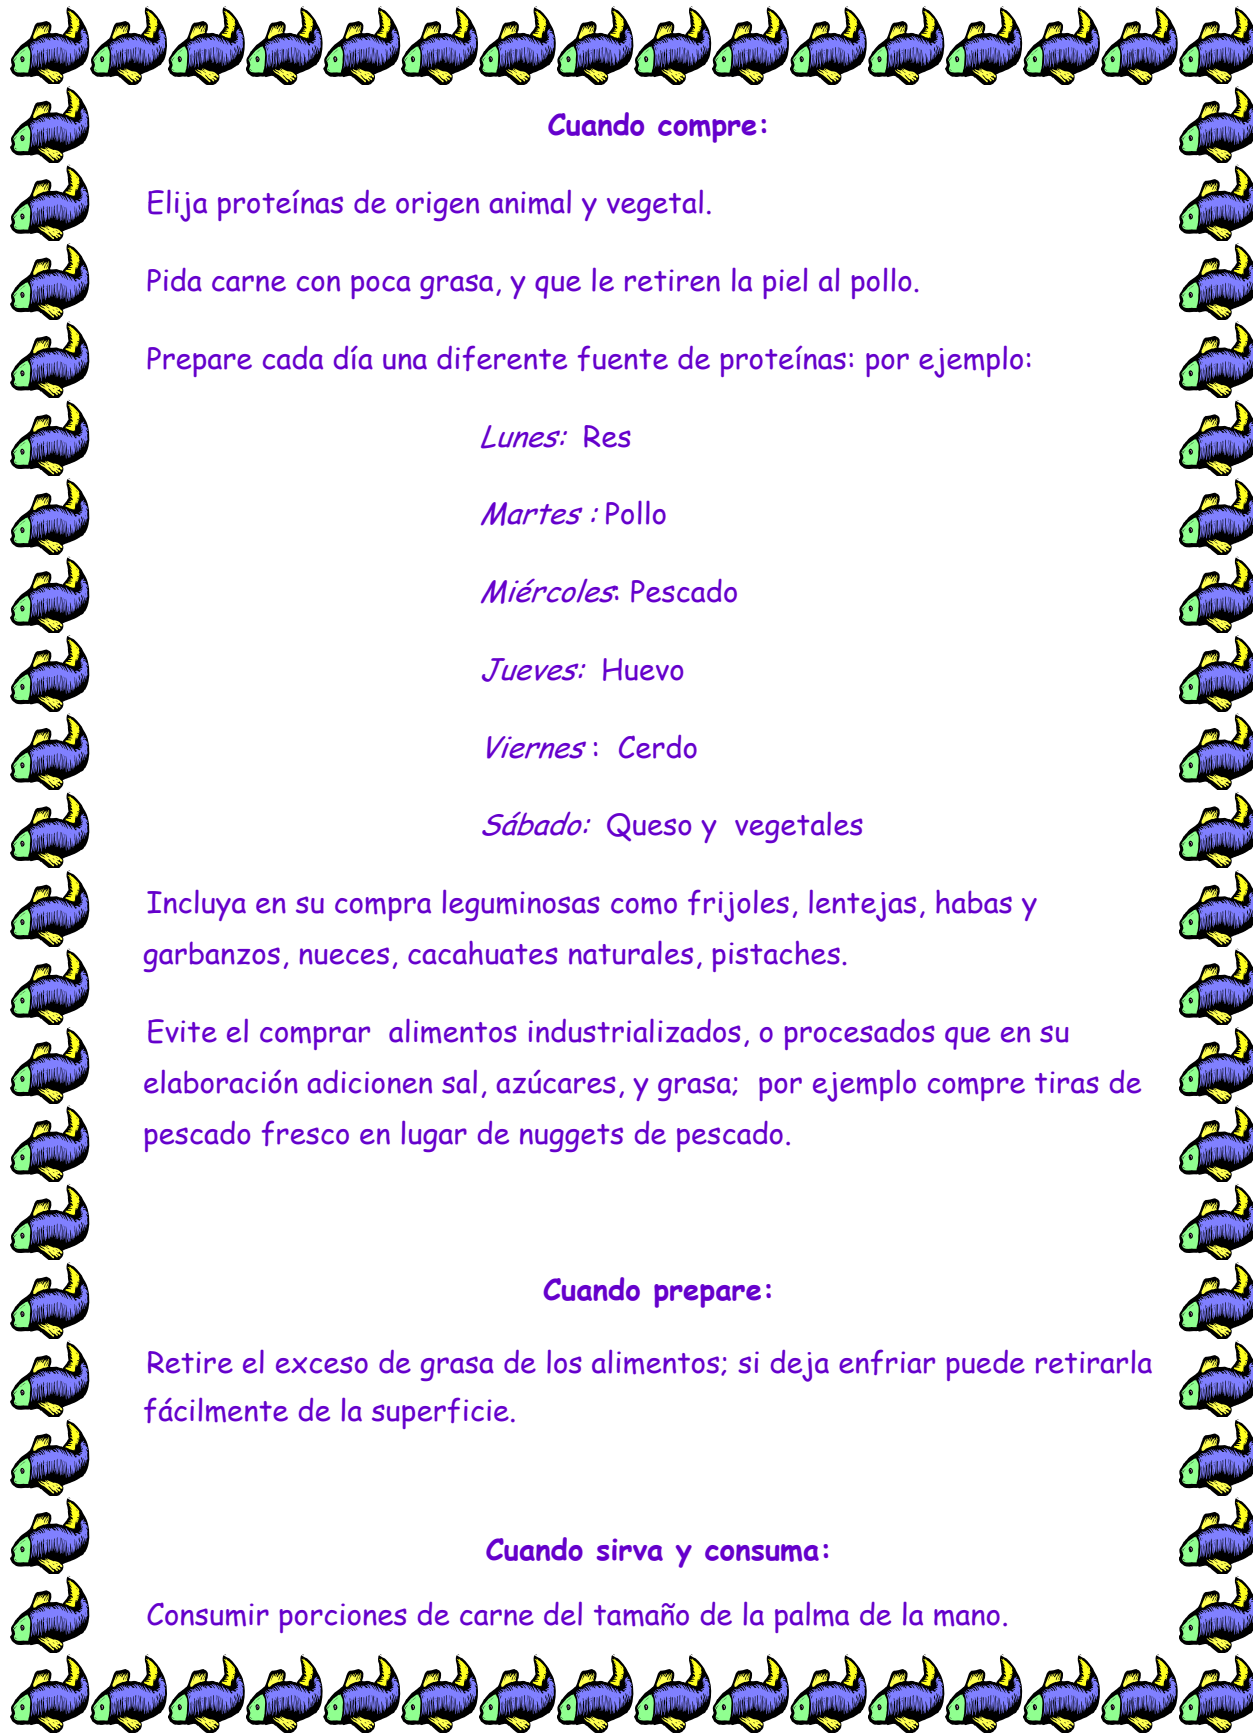 Cuando compre:
Elija proteínas de origen animal y vegetal.
Pida carne con poca grasa, y que le retiren la piel al pollo.
Prepare cada día una diferente fuente de proteínas: por ejemplo:
Lunes: Res
Martes : Pollo
Miércoles: Pescado
Jueves: Huevo
Viernes : Cerdo
Sábado: Queso y vegetales
Incluya en su compra leguminosas como frijoles, lentejas, habas y
garbanzos, nueces, cacahuates naturales, pistaches.
Evite el comprar alimentos industrializados, o procesados que en su
elaboración adicionen sal, azúcares, y grasa; por ejemplo compre tiras de
pescado fresco en lugar de nuggets de pescado.
Cuando prepare:
Retire el exceso de grasa de los alimentos; si deja enfriar puede retirarla
fácilmente de la superficie.
Cuando sirva y consuma:
Consumir porciones de carne del tamaño de la palma de la mano.